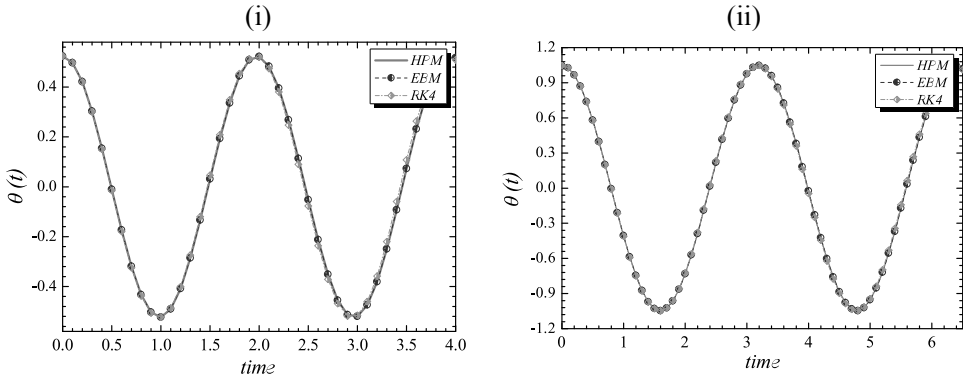 (i)
(ii)
HPM
EBM
RK4
0.4
0.2
0.0
-0.2
-0.4
θ (t)
0.0
0.5
1.0
1.5
2.0
2.5
3.0
3.5
4.0
time
HPM
EBM
RK4
1.2
0.9
0.6
0.3
0.0
-0.3
-0.6
-0.9
-1.2
θ (t)
0
1
2
3
4
5
6
time